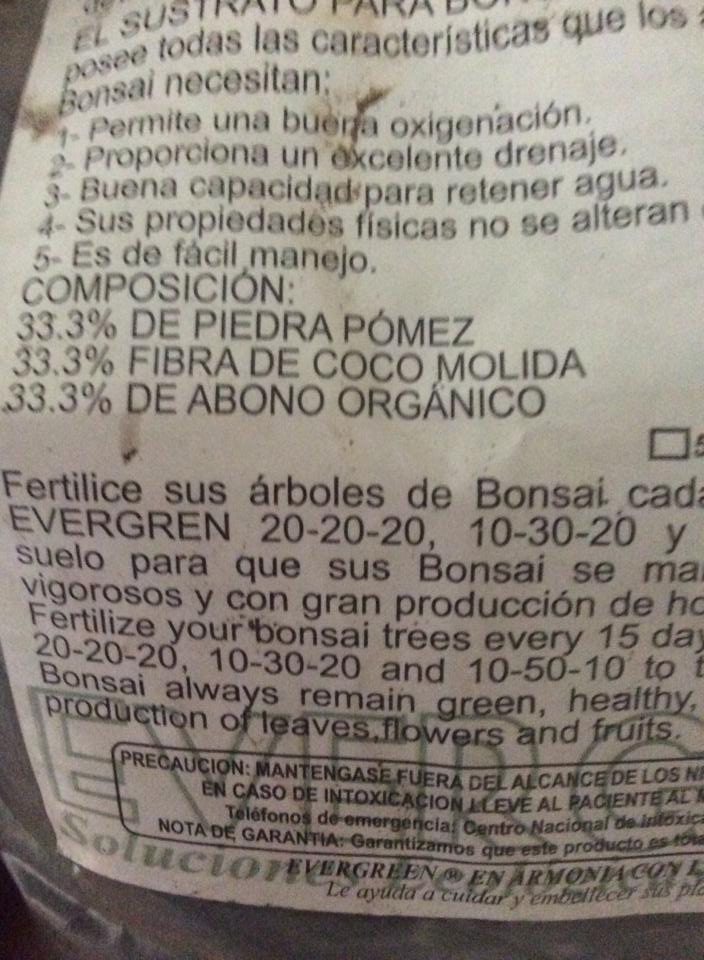 EL SUSTRATO PARA
posee todas las características que los
Bonsai necesitan:
1- Permite una buena oxigenación.
2- Proporciona un excelente drenaje.
3- Buena capacidad para retener agua.
4- Sus propiedades físicas no se alteran
5- Es de fácil manejo.
COMPOSICIÓN:
33.3% DE PIEDRA PÓMEZ
33.3% FIBRA DE COCO MOLIDA
33.3% DE ABONO ORGÁNICO
Fertilice sus árboles de Bonsai cada
EVERGREN 20-20-20, 10-30-20 y
suelo para que sus Bonsai se
vigorosos y con gran producción de
Fertilize your bonsai trees every 15
20-20-20, 10-30-20 and 10-50-10 to
Bonsai always remain green, healthy,
production of leaves,flowers and fruits.
PRECAUCION: MANTENGASE FUERA DEL ALCANCE DE LOS
EN CASO DE INTOXICACION LLEVE AL PACIENTE AL
Teléfonos de emergencia: Centro Nacional de
NOTA DE GARANTIA: Garantizamos que este producto es
EVERGREEN ® EN ARMONIA CON
Le ayuda a cuidar y embellecer sus